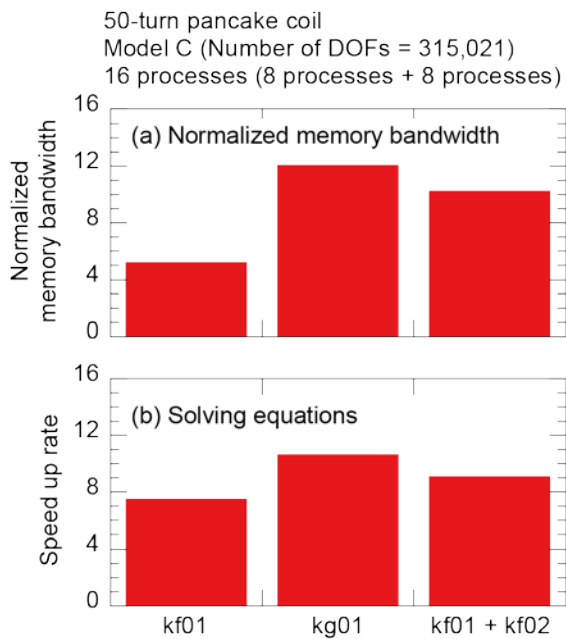 50-turn pancake coil
Model C (Number of DOFs = 315,021)
16 processes (8 processes + 8 processes)
(a) Normalized memory bandwidth
Normalized
memory bandwidth
16
12
8
4
0
(b) Solving equations
Speed up rate
16
12
8
4
0
kf01
kg01
kf01 + kf02